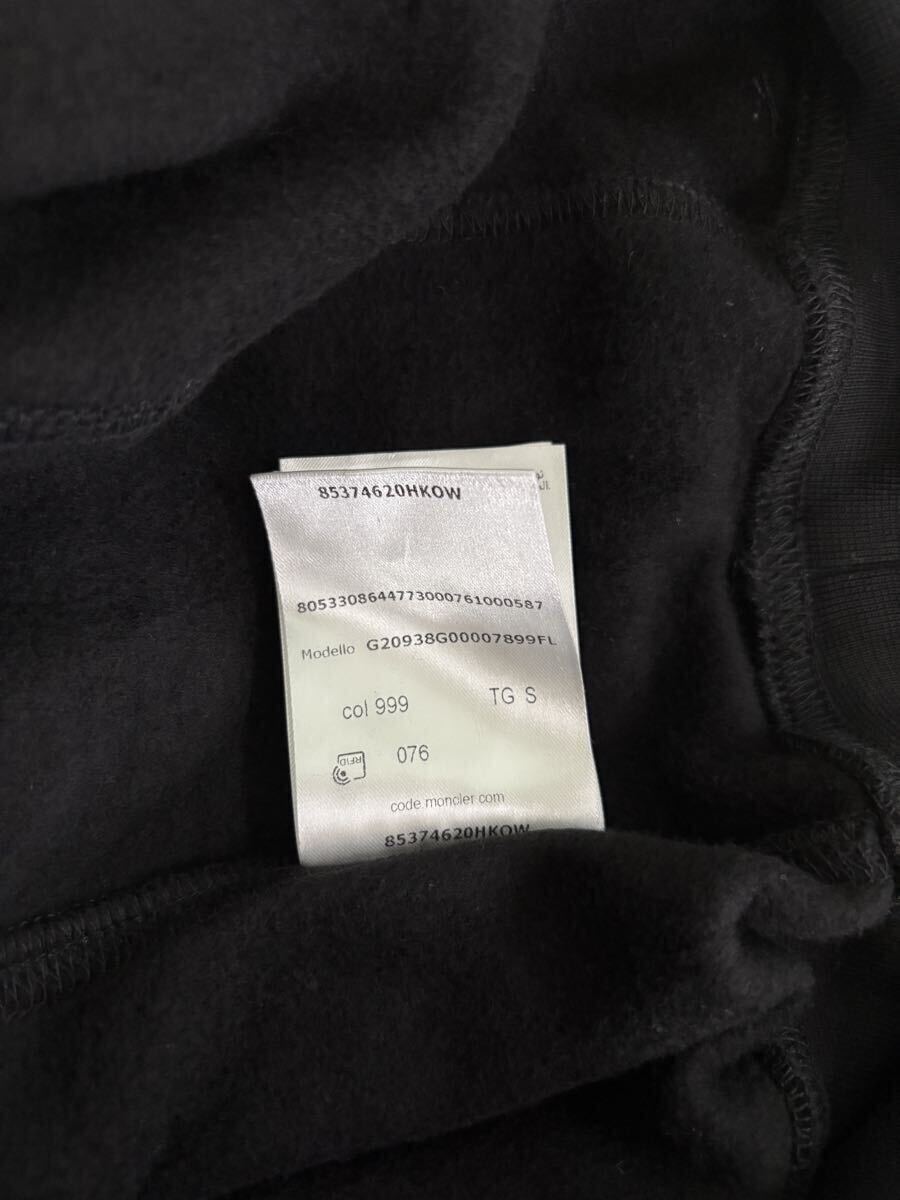 85374620HKOW
8053308644773000761000587
Modello G20938G00007899FL
col 999 TG S
RFID 076
code.moncler.com
85374620HKOW